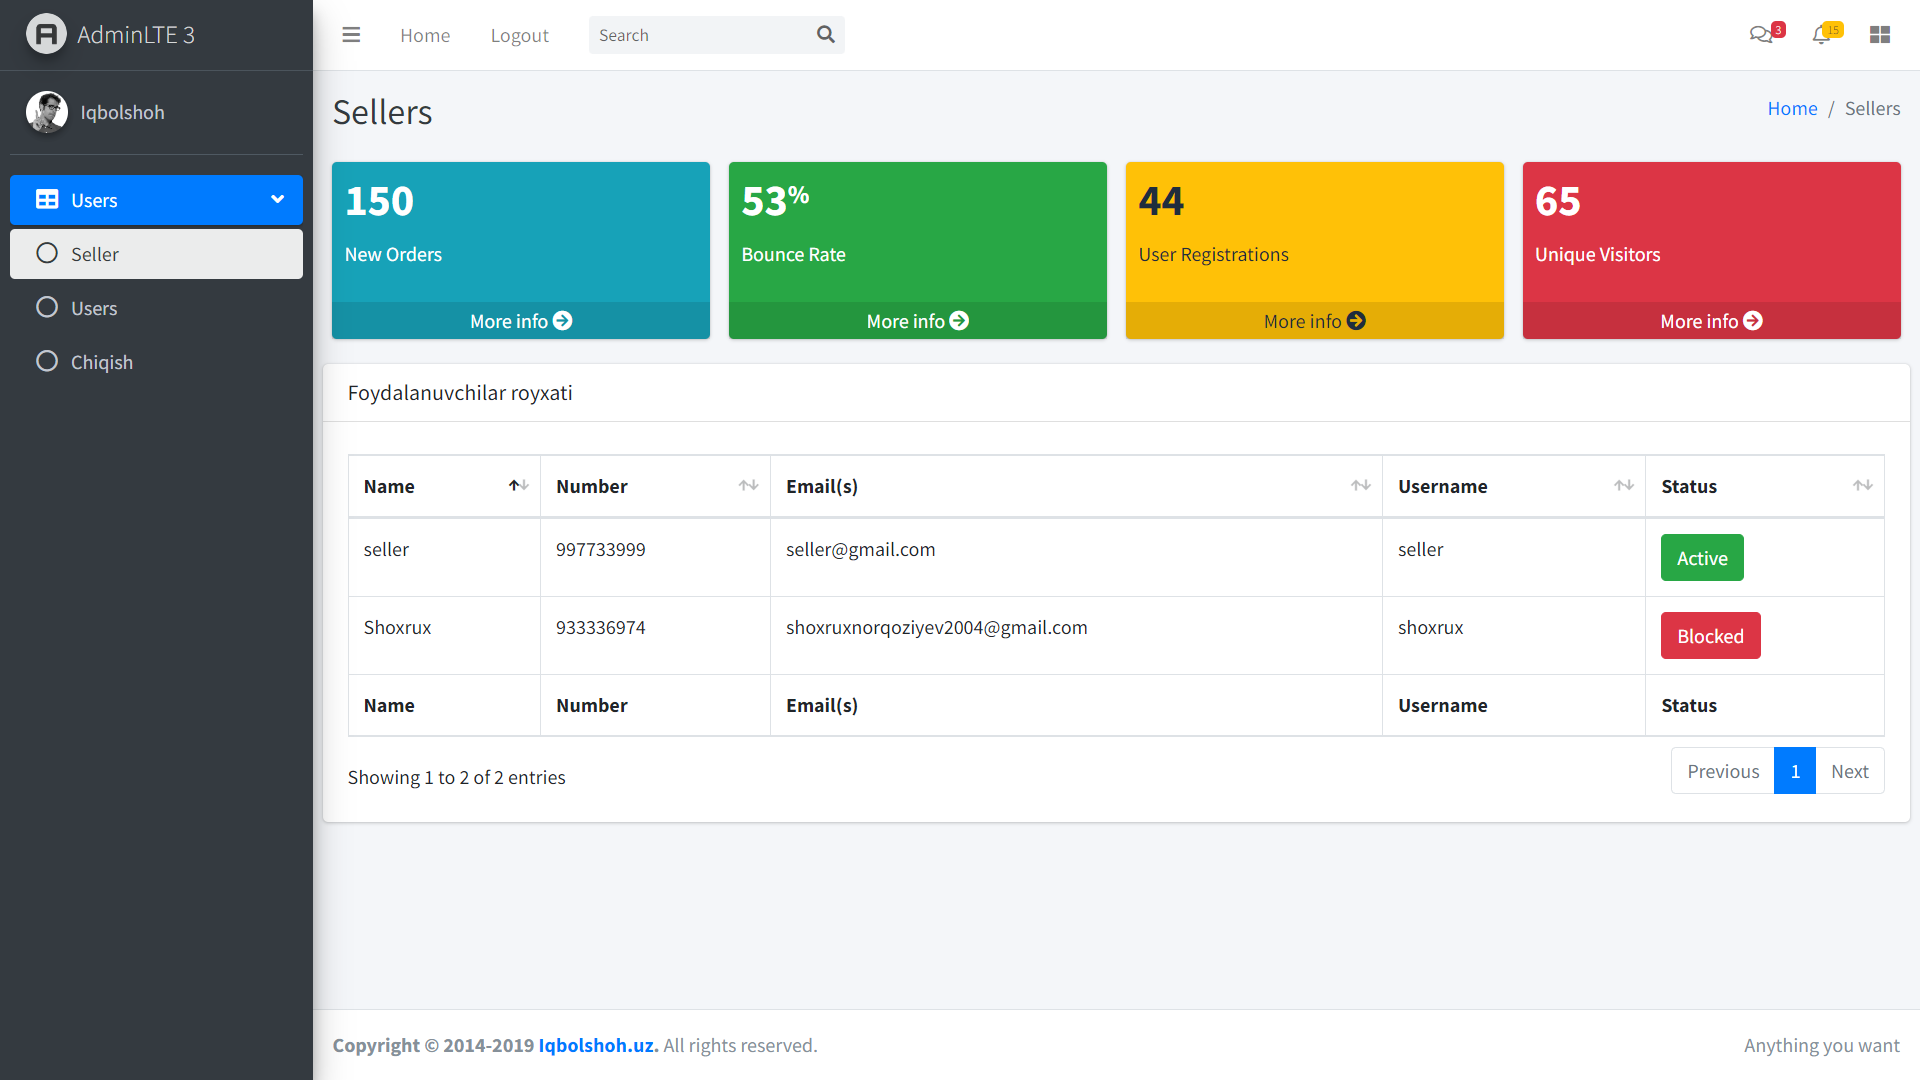 AdminLTE 3
Home
Logout
Search
3
15
Iqbolshoh
Users
Seller
Users
Chiqish
Sellers
Home / Sellers
150
New Orders
More info
53%
Bounce Rate
More info
44
User Registrations
More info
65
Unique Visitors
More info
Foydalanuvchilar royxati
Name Number Email(s) Username Status
seller 997733999 seller@gmail.com seller Active
Shoxrux 933336974 shoxruxnorqoziyev2004@gmail.com shoxrux Blocked
Name Number Email(s) Username Status
Showing 1 to 2 of 2 entries
Previous 1 Next
Copyright © 2014-2019 Iqbolshoh.uz. All rights reserved.
Anything you want